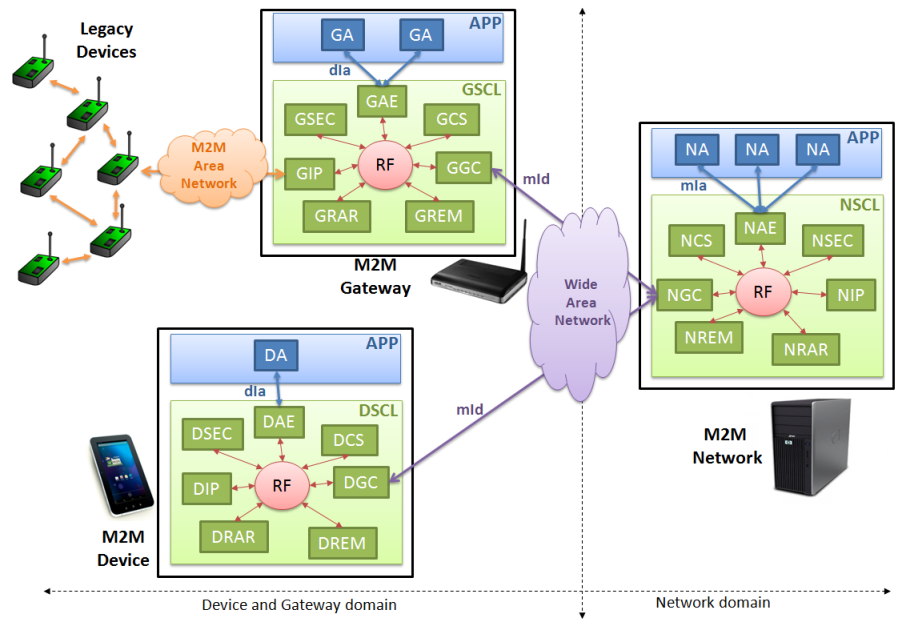 Legacy
Devices
M2M
Area
Network
APP
GA
GA
dIa
GSCL
GAE
GSEC
GCS
RF
GIP
GGC
GRAR
GREM
M2M
Gateway
mId
Wide
Area
Network
APP
NA
NA
NA
mIa
NSCL
NAE
NCS
NSEC
RF
NGC
NIP
NREM
NRAR
M2M
Network
APP
DA
dIa
DSCL
DAE
DSEC
DCS
RF
DIP
DGC
DRAR
DREM
mId
M2M
Device
Device and Gateway domain
Network domain